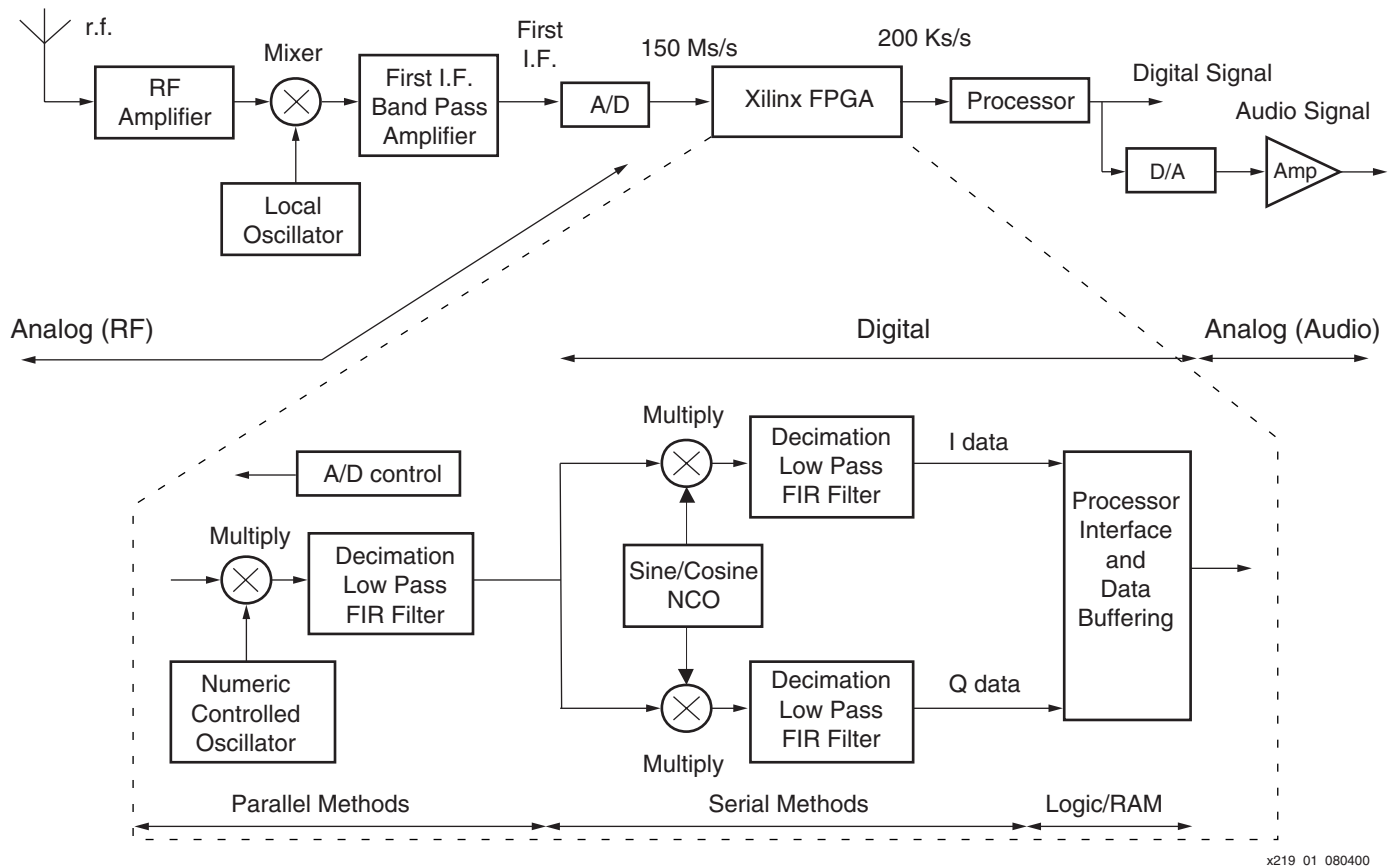 r.f.
RF
Amplifier
Mixer
Local
Oscillator
First I.F.
Band Pass
Amplifier
First
I.F.
A/D
150 Ms/s
Xilinx FPGA
200 Ks/s
Processor
Digital Signal
Audio Signal
D/A
Amp
Analog (RF)
Digital
Analog (Audio)
A/D control
Multiply
Numeric
Controlled
Oscillator
Decimation
Low Pass
FIR Filter
Multiply
Decimation
Low Pass
FIR Filter
I data
Sine/Cosine
NCO
Multiply
Decimation
Low Pass
FIR Filter
Q data
Processor
Interface
and
Data
Buffering
Parallel Methods
Serial Methods
Logic/RAM
x219_01_080400